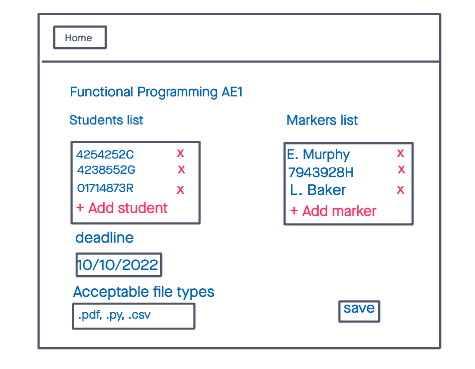 Home
Functional Programming AE1
Students list
4254252C x
4238552G x
01714873R x
+ Add student
Markers list
E. Murphy x
7943928H x
L. Baker x
+ Add marker
deadline
10/10/2022
Acceptable file types
.pdf, .py, .csv
save